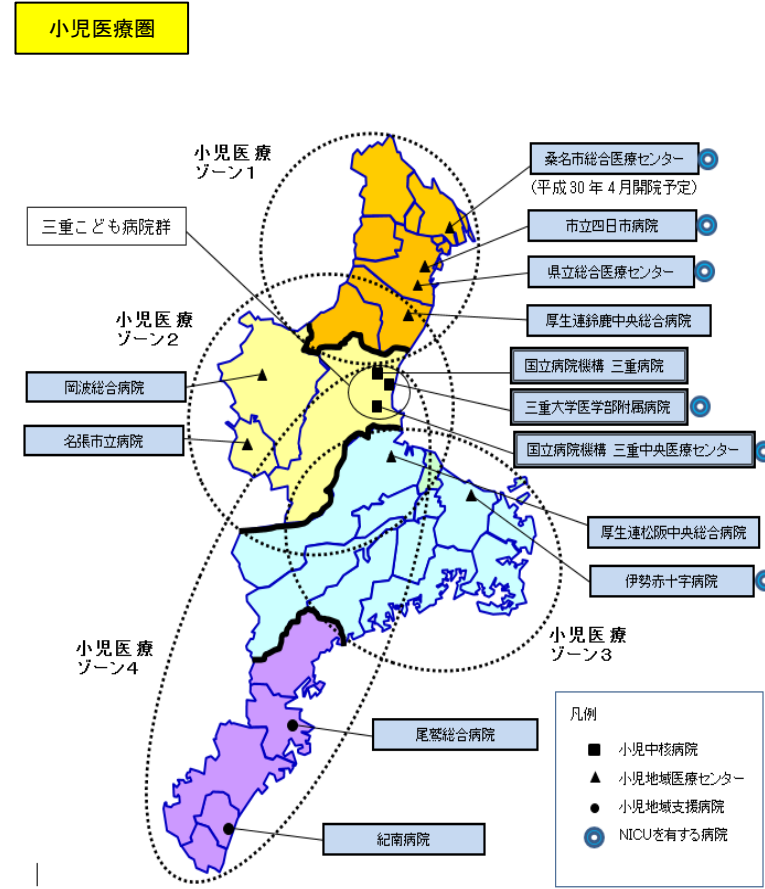 小児医療圏
小児医療
ゾーン1
桑名市総合医療センター
(平成30年4月開院予定)
三重こども病院群
市立四日市病院
県立総合医療センター
小児医療
ゾーン2
厚生連鈴鹿中央総合病院
国立病院機構 三重病院
岡波総合病院
三重大学医学部附属病院
名張市立病院
国立病院機構 三重中央医療センター
厚生連松阪中央総合病院
伊勢赤十字病院
小児医療
ゾーン4
小児医療
ゾーン3
尾鷲総合病院
紀南病院
凡例
小児中核病院
小児地域医療センター
小児地域支援病院
NICUを有する病院